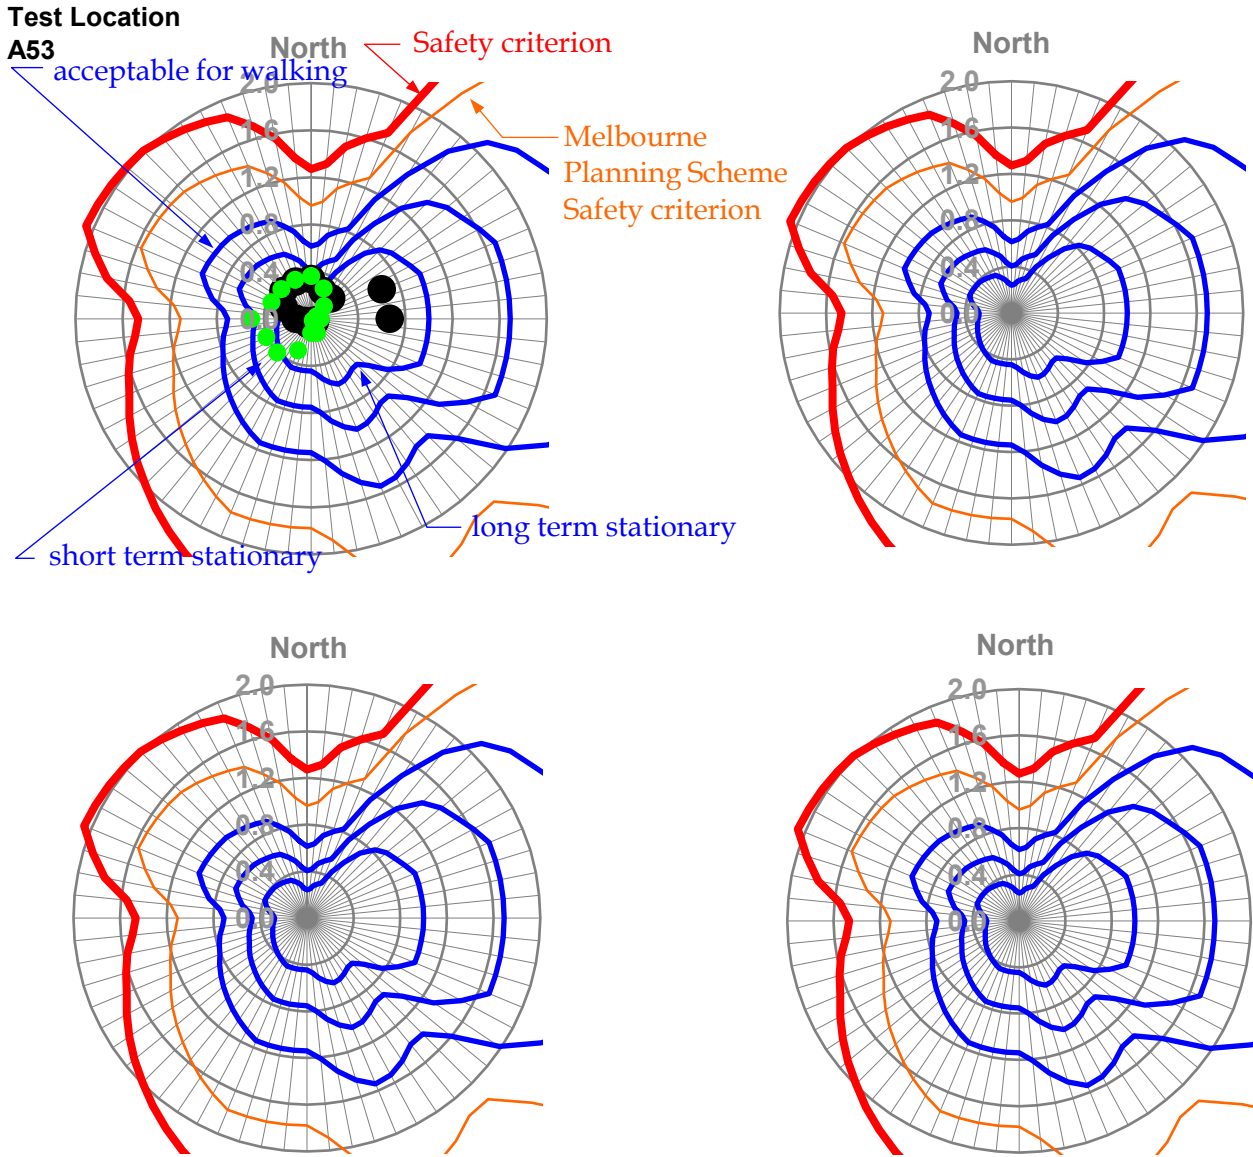 Test Location
A53
North
Safety criterion
acceptable for walking
2.0
1.6
1.2
0.8
0.4
0.0
Melbourne
Planning Scheme
Safety criterion
long term stationary
short term stationary
North
2.0
1.6
1.2
0.8
0.4
0.0
North
2.0
1.6
1.2
0.8
0.4
0.0
North
2.0
1.6
1.2
0.8
0.4
0.0